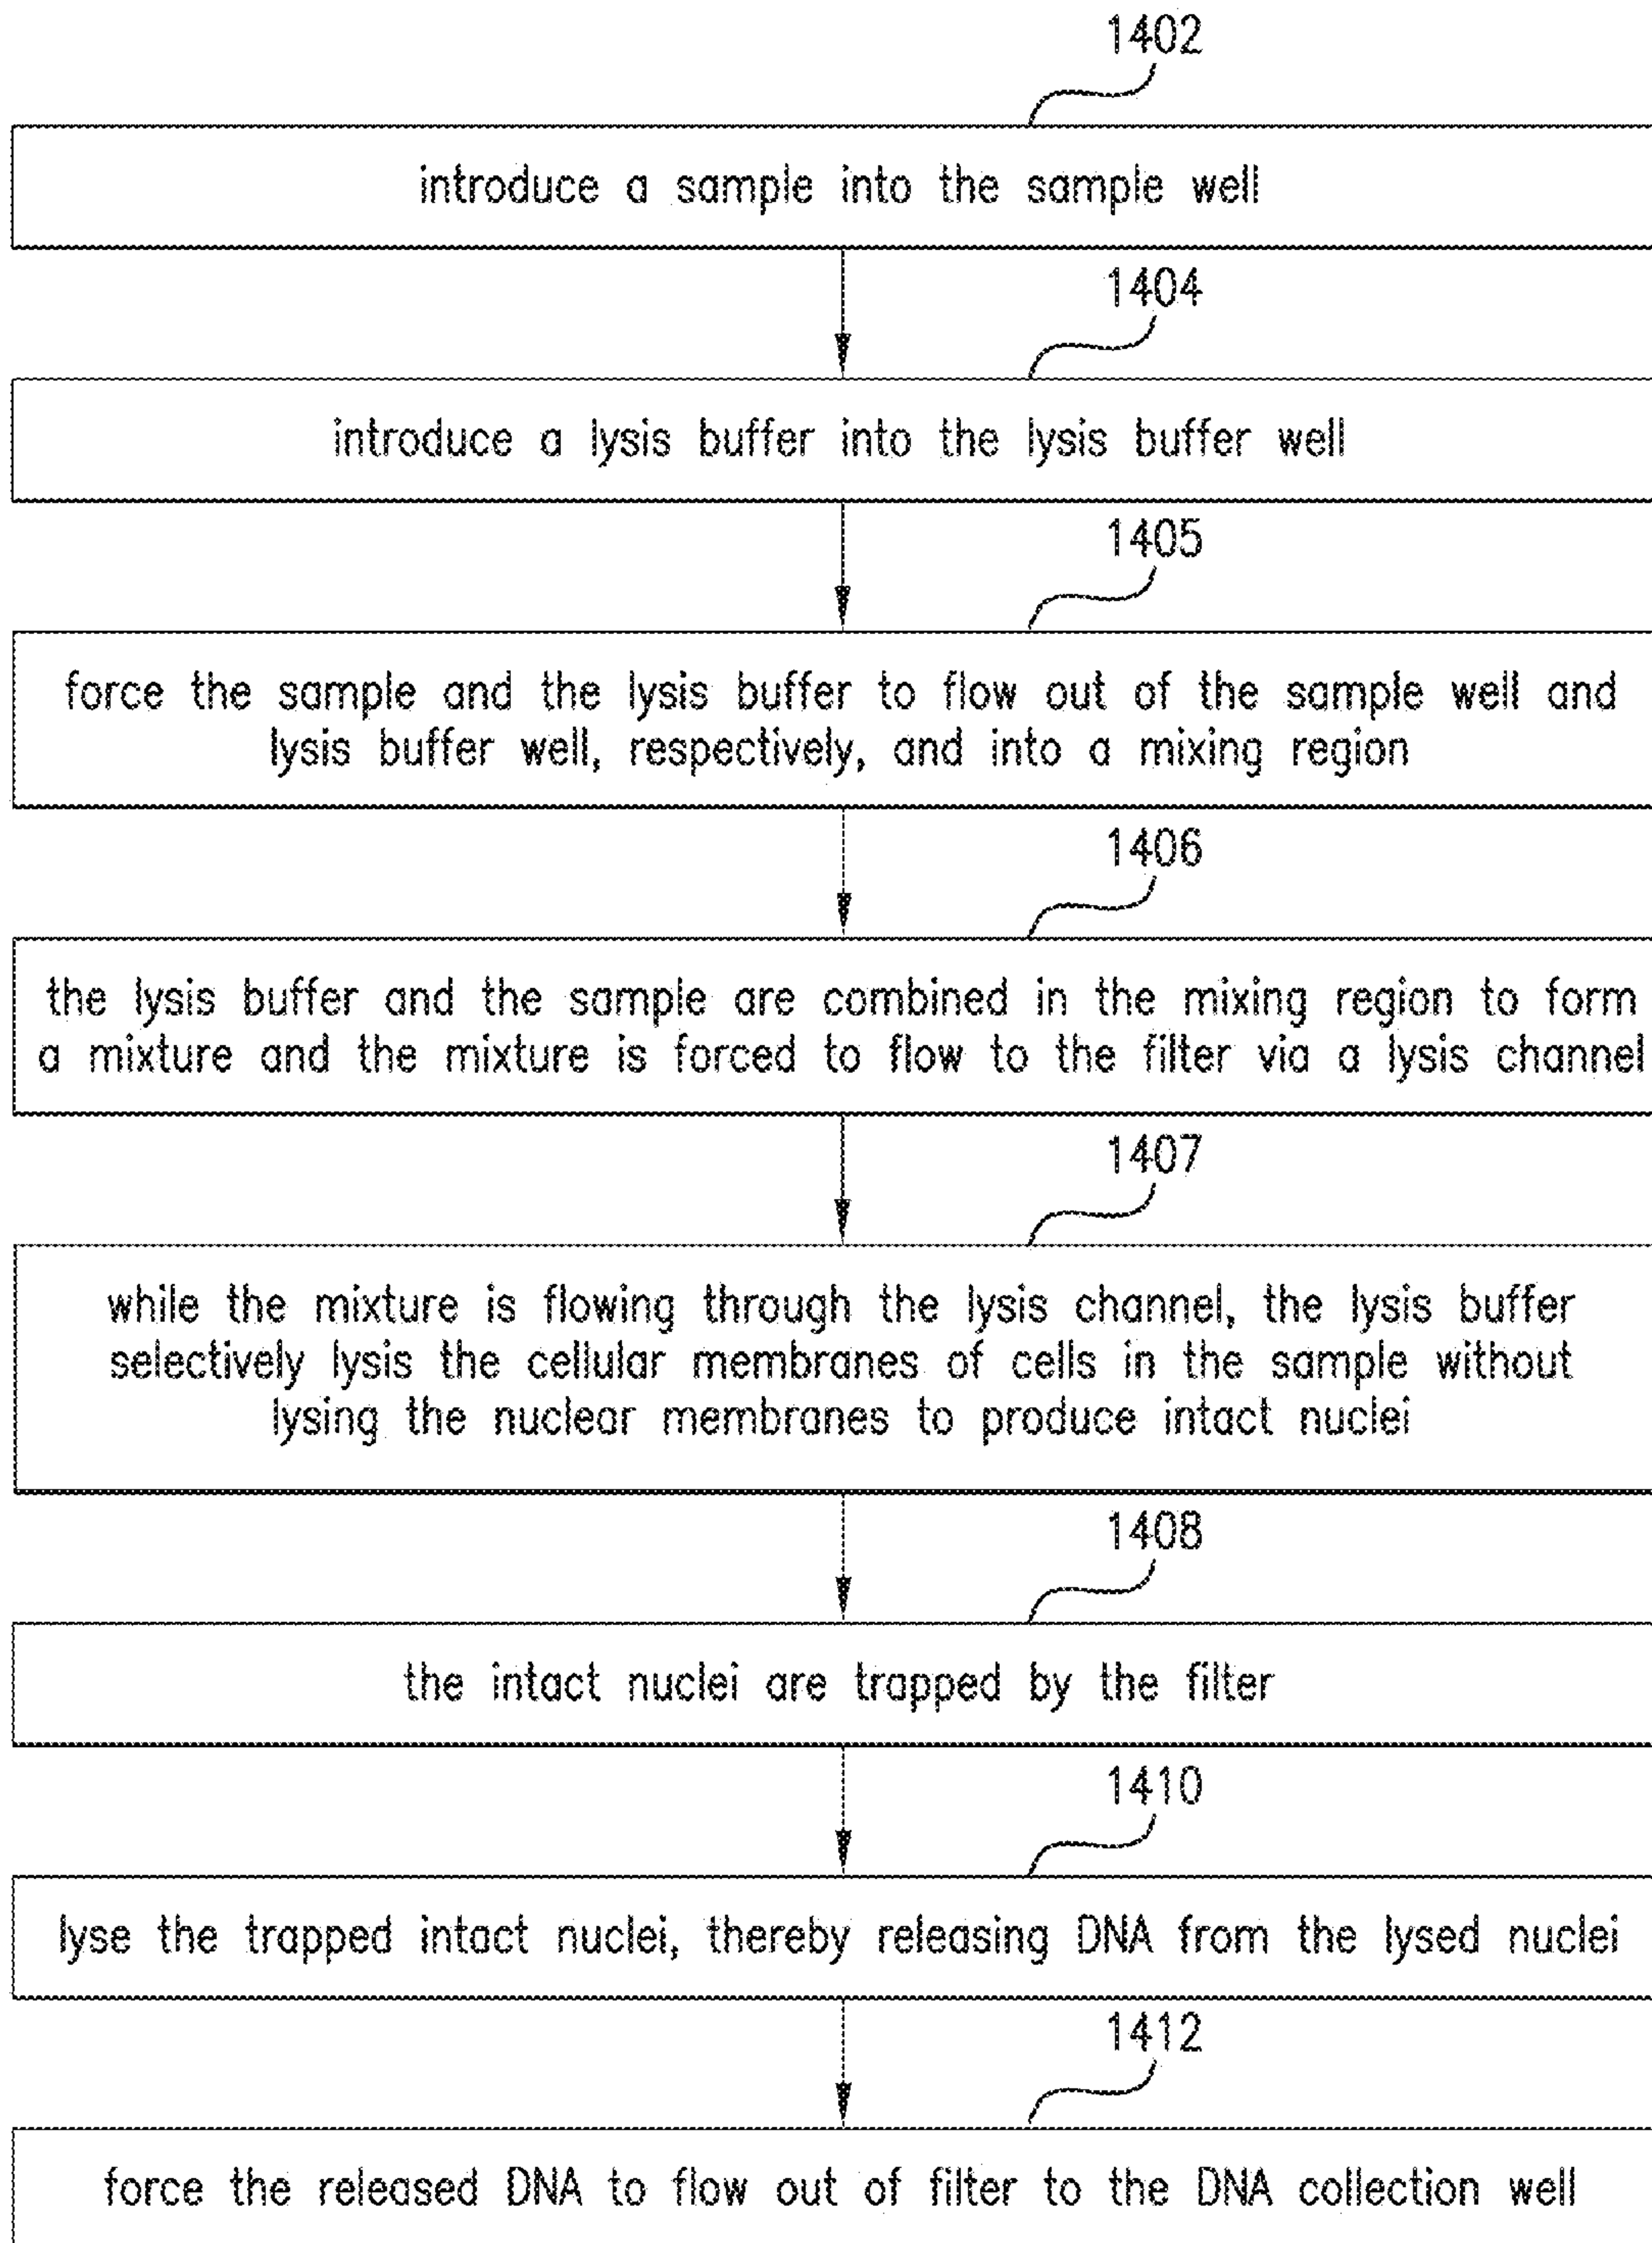 1402
introduce a sample into the sample well
1404
introduce a lysis buffer into the lysis buffer well
1405
force the sample and the lysis buffer to flow out of the sample well and
lysis buffer well, respectively, and into a mixing region
1406
the lysis buffer and the sample are combined in the mixing region to form
a mixture and the mixture is forced to flow to the filter via a lysis channel
1407
while the mixture is flowing through the lysis channel, the lysis buffer
selectively lysis the cellular membranes of cells in the sample without
lysing the nuclear membranes to produce intact nuclei
1408
the intact nuclei are trapped by the filter
1410
lyse the trapped intact nuclei, thereby releasing DNA from the lysed nuclei
1412
force the released DNA to flow out of filter to the DNA collection well